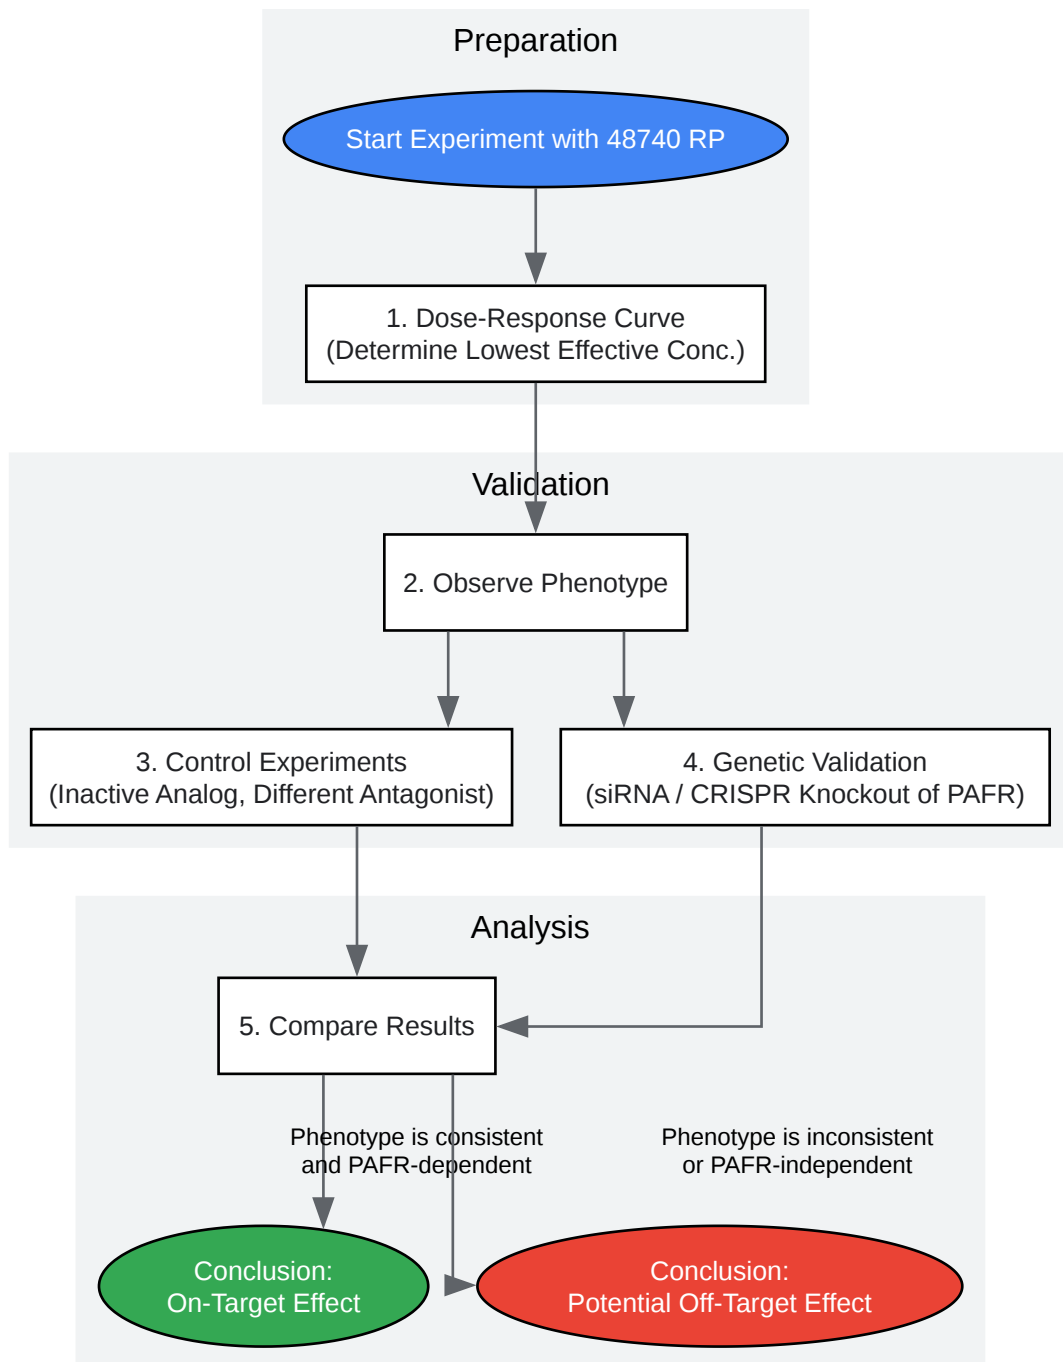 Preparation
Start Experiment with 48740 RP
1. Dose-Response Curve
(Determine Lowest Effective Conc.)
Validation
2. Observe Phenotype
3. Control Experiments
(Inactive Analog, Different Antagonist)
4. Genetic Validation
(siRNA / CRISPR Knockout of PAFR)
Analysis
5. Compare Results
Phenotype is consistent
and PAFR-dependent
Phenotype is inconsistent
or PAFR-independent
Conclusion:
On-Target Effect
Conclusion:
Potential Off-Target Effect